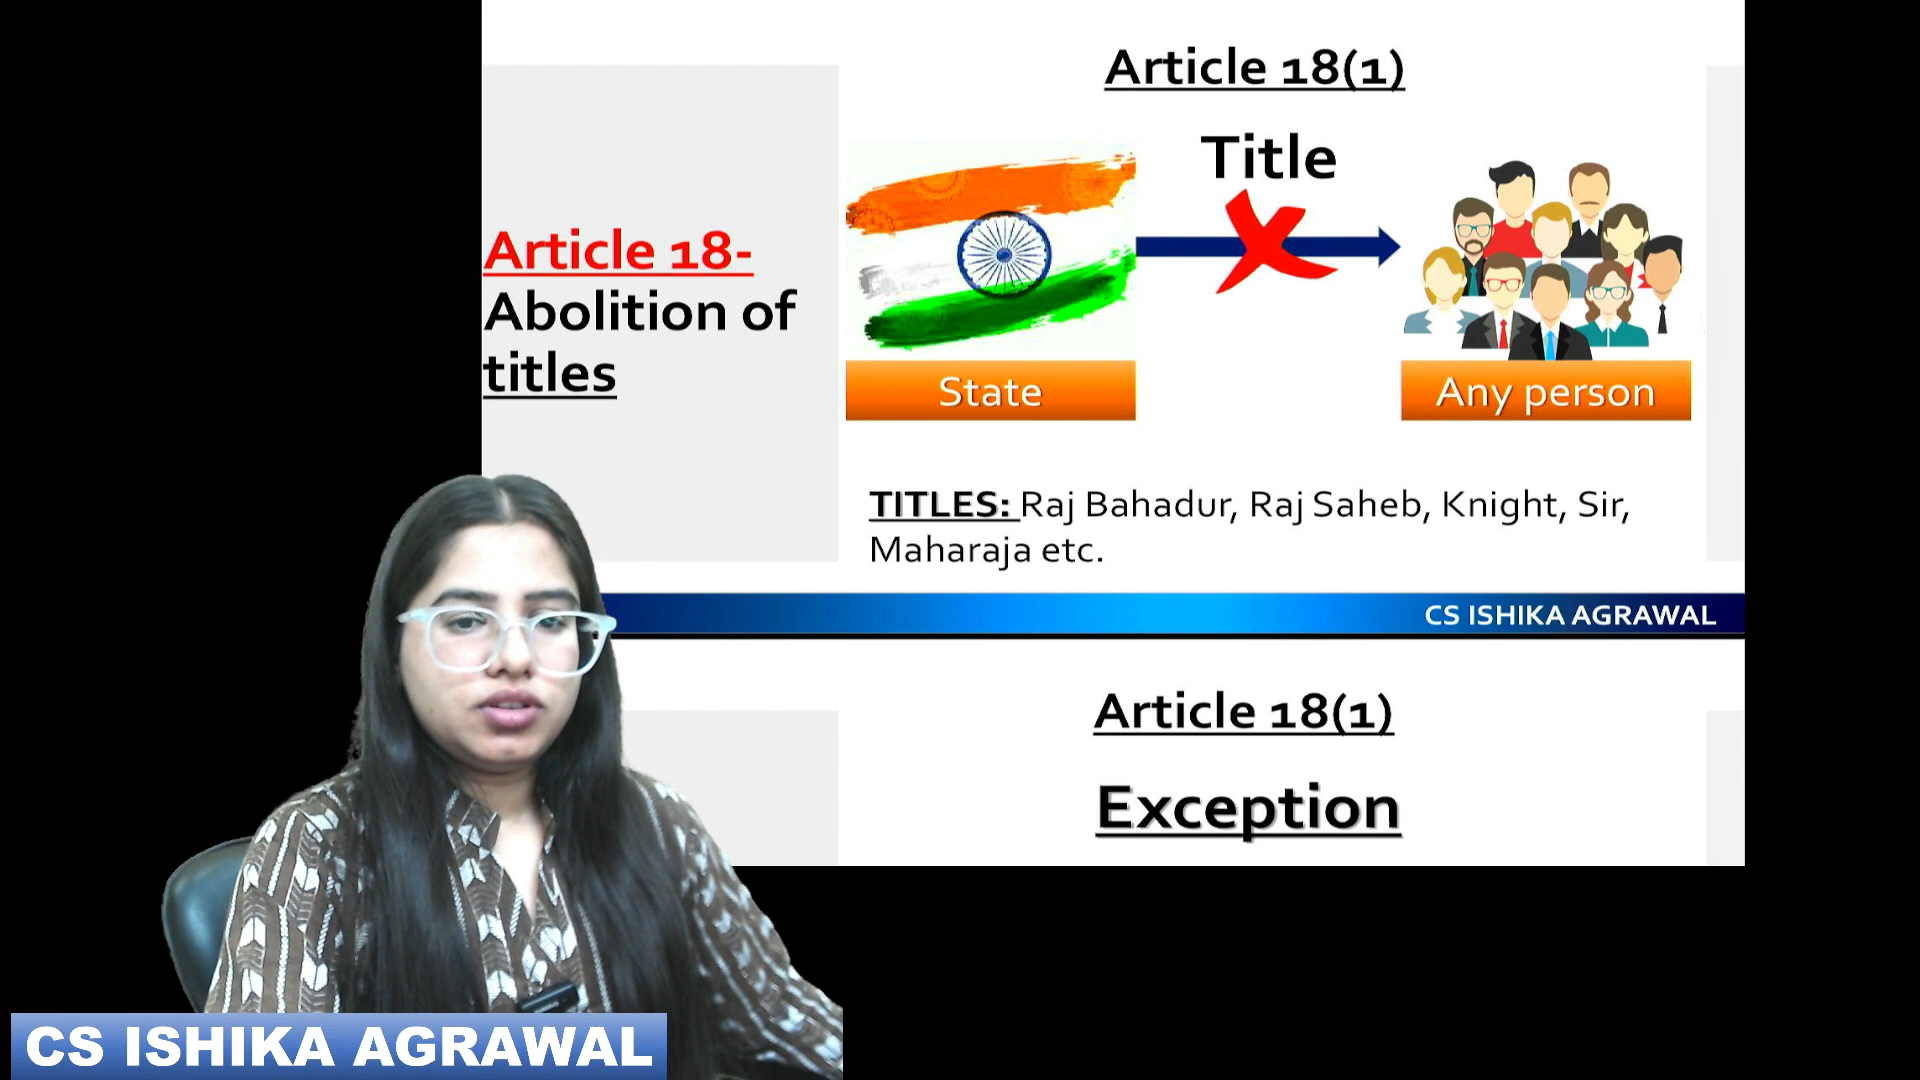 Article 18(1)
Title
Article 18-
Abolition of
titles
State
Any person
TITLES: Raj Bahadur, Raj Saheb, Knight, Sir,
Maharaja etc.
CS ISHIKA AGRAWAL
Article 18(1)
Exception
CS ISHIKA AGRAWAL